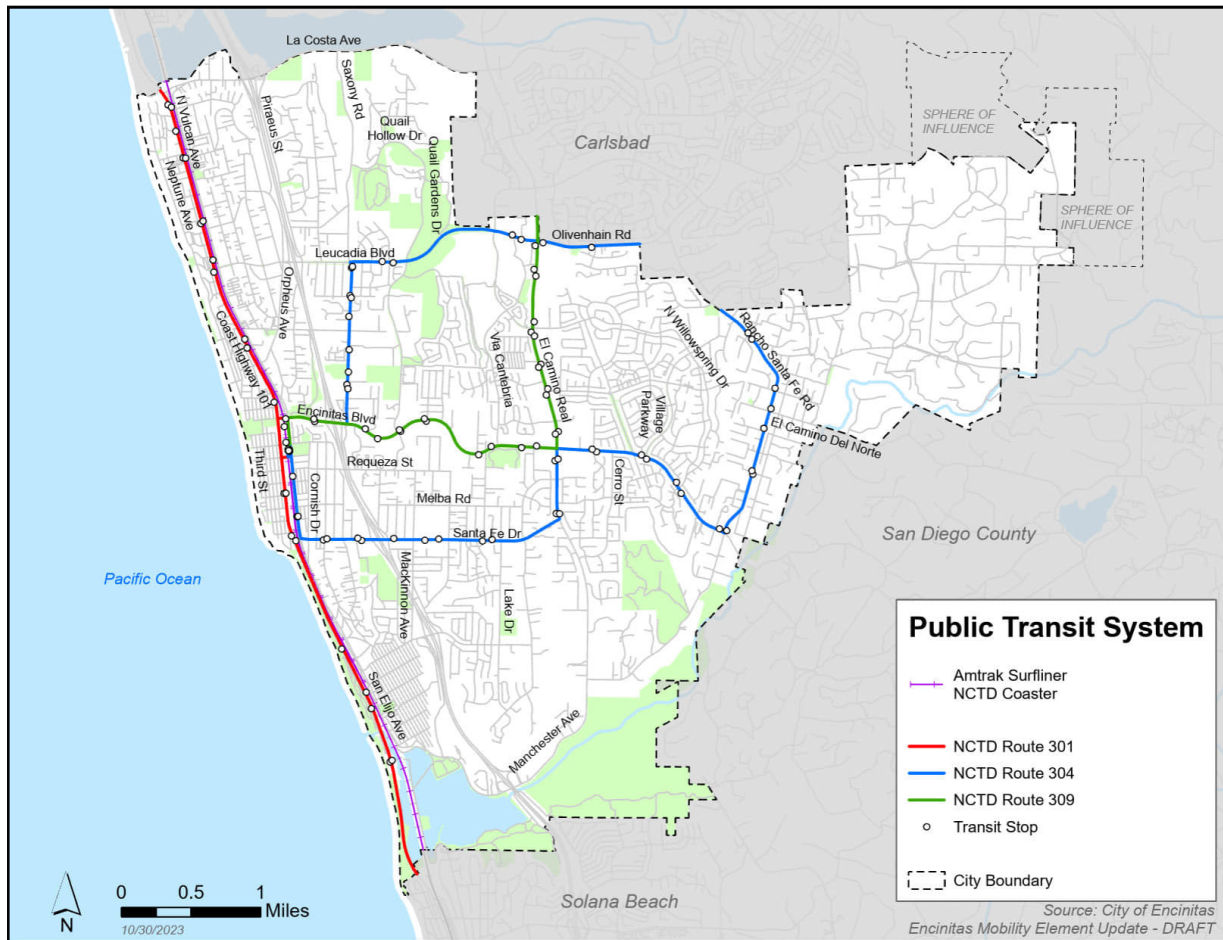 La Costa Ave
Saxony Rd
Piraeus St
N Vulcan Ave
Quail
Hollow Dr
Quail Gardens Dr
Neptune Ave
Carlsbad
SPHERE OF
INFLUENCE
SPHERE OF
INFLUENCE
Leucadia Blvd
Olivenhain Rd
Orpheus Ave
Coast Highway 101
Via Cantebria
El Camino Real
N Willowspring Dr
Rancho Santa Fe Rd
Village
Parkway
El Camino Del Norte
Encinitas Blvd
Requeza St
Third St
Cornish Dr
Melba Rd
Cerro St
Santa Fe Dr
MacKinnon Ave
Lake Dr
San Diego County
Pacific Ocean
San Elijo Ave
Manchester Ave
Solana Beach
Public Transit System
Amtrak Surfliner
NCTD Coaster
NCTD Route 301
NCTD Route 304
NCTD Route 309
Transit Stop
City Boundary
N
0 0.5 1
Miles
10/30/2023
Source: City of Encinitas
Encinitas Mobility Element Update - DRAFT